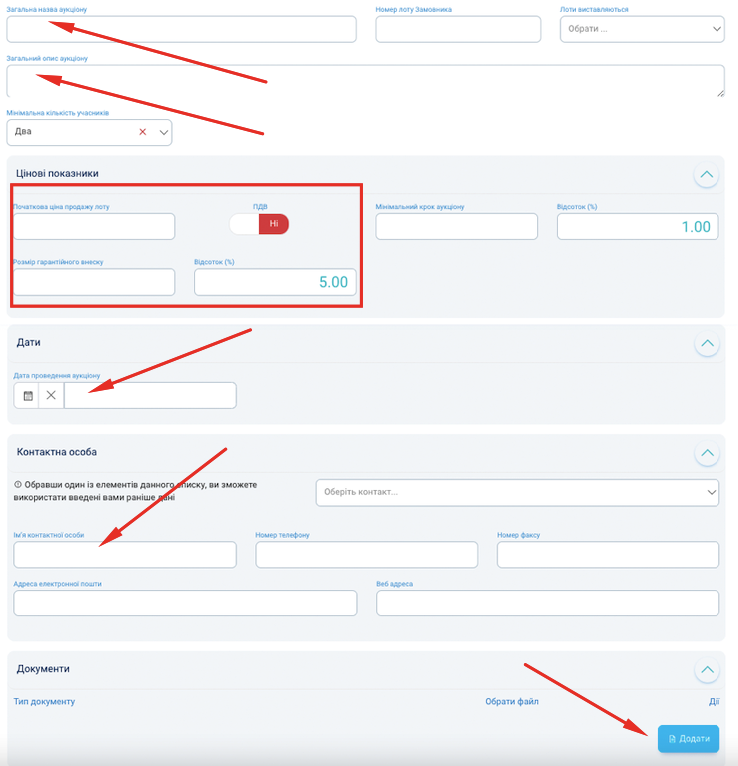 Загальна назва аукціону
Номер лоту Замовника
Лоти виставляються
Обрати ...
Загальний опис аукціону
Мінімальна кількість учасників
Два
Цінові показники
Початкова ціна продажу лоту
ПДВ
Ні
Мінімальний крок аукціону
Відсоток (%)
1.00
Розмір гарантійного внеску
Відсоток (%)
5.00
Дати
Дата проведення аукціону
Контактна особа
Обравши один із елементів данного списку, ви зможете
використати введені вами раніше дані
Оберіть контакт...
Ім'я контактної особи
Номер телефону
Номер факсу
Адреса електронної пошти
Веб адреса
Документи
Тип документу
Обрати файл
Дії
Додати